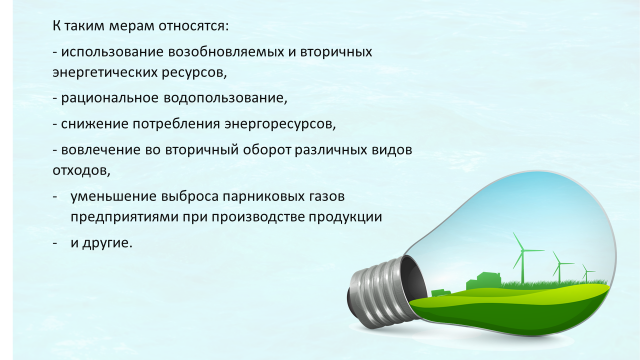 К таким мерам относятся:
- использование возобновляемых и вторичных
энергетических ресурсов,
- рациональное водопользование,
- снижение потребления энергоресурсов,
- вовлечение во вторичный оборот различных видов
отходов,
- уменьшение выброса парниковых газов
предприятиями при производстве продукции
- и другие.